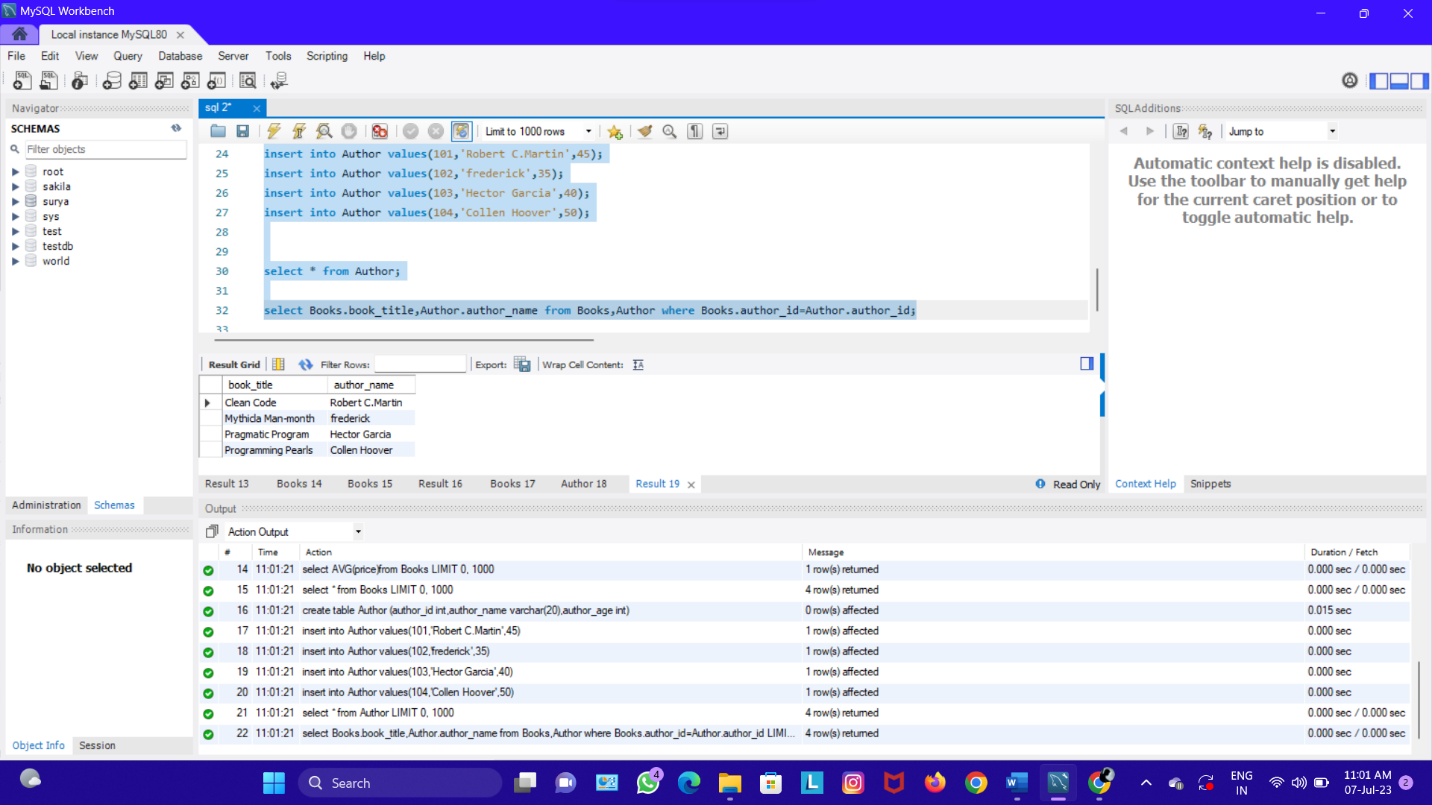 MySQL Workbench
Local instance MySQL80
File Edit View Query Database Server Tools Scripting Help
Navigator
SCHEMAS
Filter objects
root
sakila
surya
sys
test
testdb
world
Administration Schemas
Information
No object selected
Object Info Session
sql 2*
Limit to 1000 rows
24 insert into Author values(101,'Robert C.Martin',45);
25 insert into Author values(102,'frederick',35);
26 insert into Author values(103,'Hector Garcia',40);
27 insert into Author values(104,'Collen Hoover',50);
28
29
30 select * from Author;
31
32 select Books.book_title,Author.author_name from Books,Author where Books.author_id=Author.author_id;
33
Result Grid Filter Rows: Export: Wrap Cell Content:
book_title author_name
Clean Code Robert C.Martin
Mythicla Man-month frederick
Pragmatic Program Hector Garcia
Programming Pearls Collen Hoover
Result 13 Books 14 Books 15 Result 16 Books 17 Author 18 Result 19 Read Only
SQLAdditions
Jump to
Automatic context help is disabled.
Use the toolbar to manually get help
for the current caret position or to
toggle automatic help.
Context Help Snippets
Output
Action Output
# Time Action Message Duration / Fetch
14 11:01:21 select AVG(price)from Books LIMIT 0, 1000 1 row(s) returned 0.000 sec / 0.000 sec
15 11:01:21 select * from Books LIMIT 0, 1000 4 row(s) returned 0.000 sec / 0.000 sec
16 11:01:21 create table Author (author_id int,author_name varchar(20),author_age int) 0 row(s) affected 0.015 sec
17 11:01:21 insert into Author values(101,'Robert C.Martin',45) 1 row(s) affected 0.000 sec
18 11:01:21 insert into Author values(102,'frederick',35) 1 row(s) affected 0.000 sec
19 11:01:21 insert into Author values(103,'Hector Garcia',40) 1 row(s) affected 0.000 sec
20 11:01:21 insert into Author values(104,'Collen Hoover',50) 1 row(s) affected 0.000 sec
21 11:01:21 select * from Author LIMIT 0, 1000 4 row(s) returned 0.000 sec / 0.000 sec
22 11:01:21 select Books.book_title,Author.author_name from Books,Author where Books.author_id=Author.author_id LIMI... 4 row(s) returned 0.000 sec / 0.000 sec
Search
4
L
W
ENG
IN
11:01 AM
07-Jul-23
2